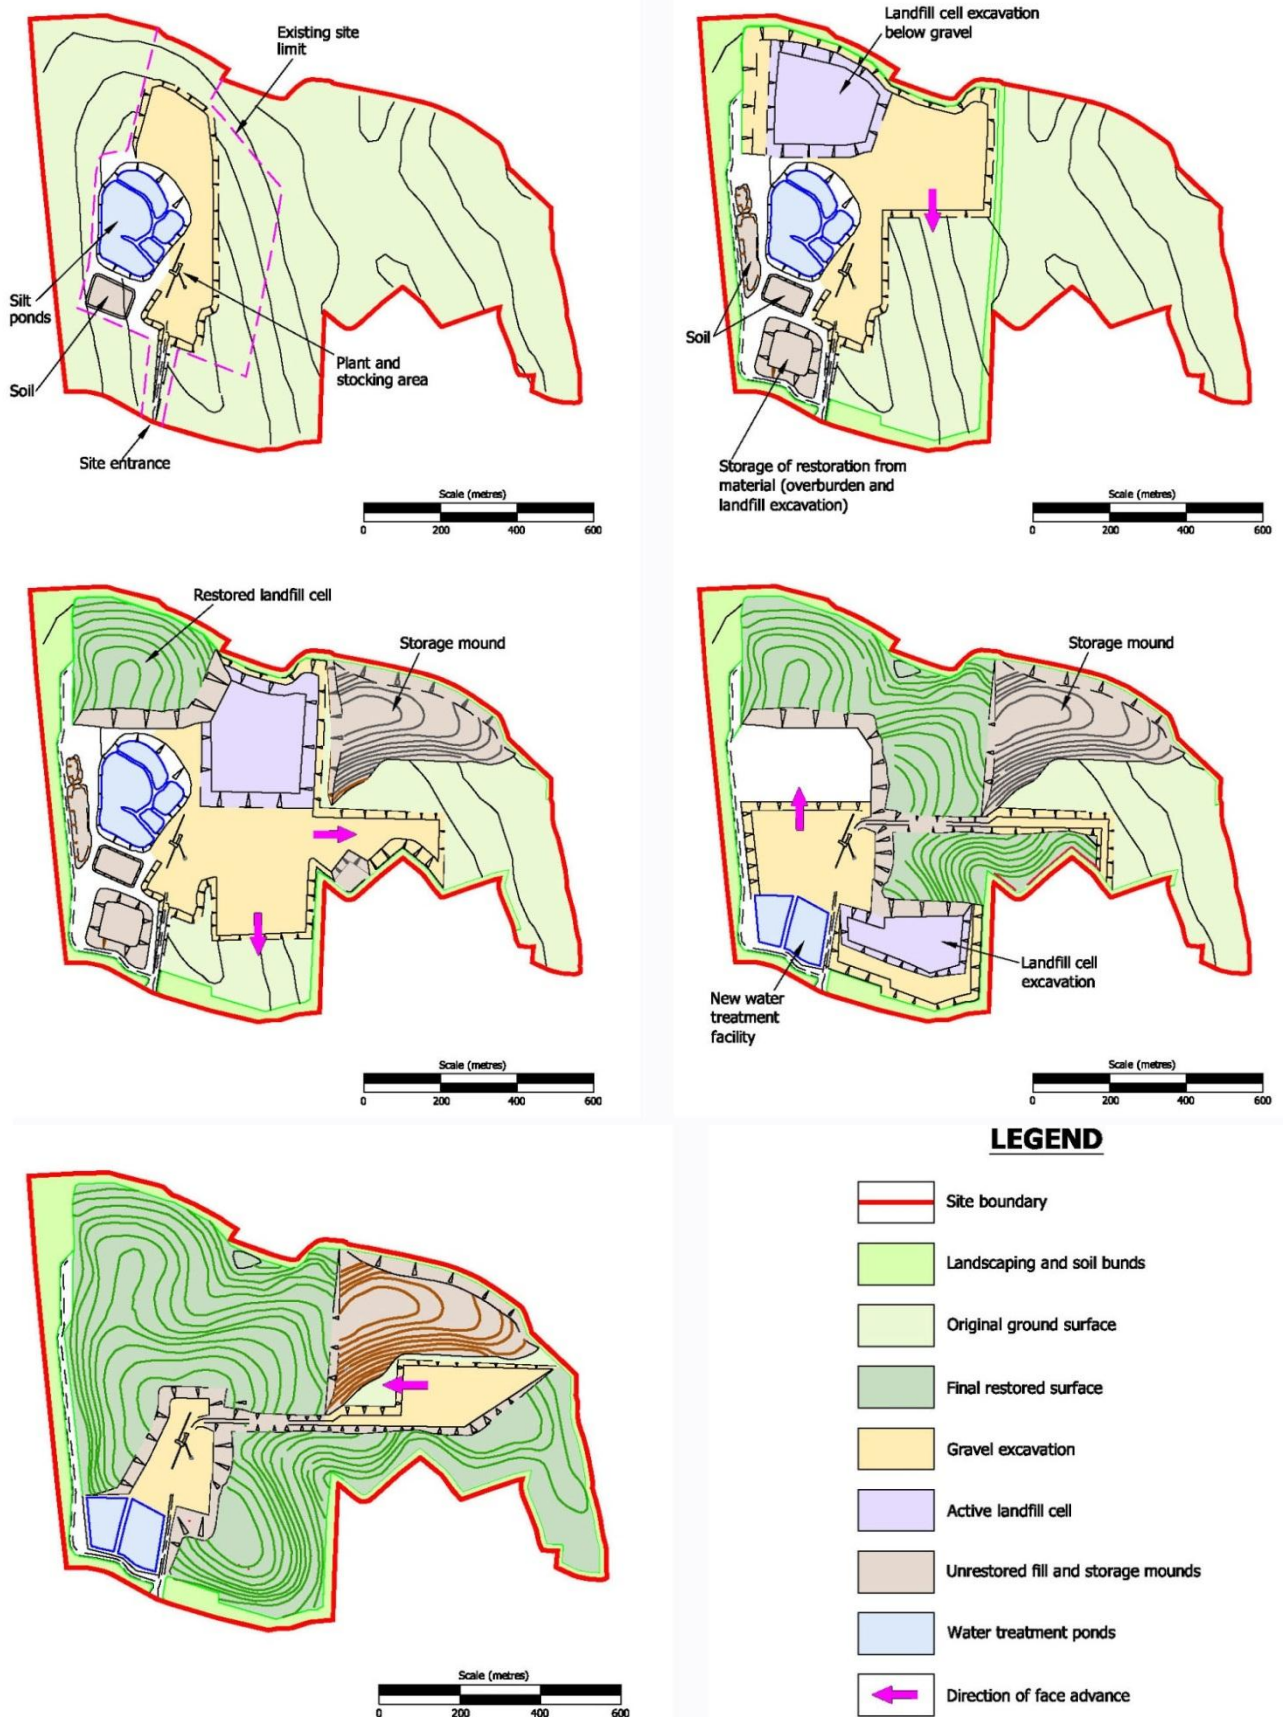 Existing site
limit
Silt
ponds
Soil
Plant and
stocking area
Site entrance
Scale (metres)
0 200 400 600
Landfill cell excavation
below gravel
Soil
Storage of restoration from
material (overburden and
landfill excavation)
Scale (metres)
0 200 400 600
Restored landfill cell
Storage mound
Scale (metres)
0 200 400 600
Storage mound
Landfill cell
excavation
New water
treatment
facility
Scale (metres)
0 200 400 600
Scale (metres)
0 200 400 600
LEGEND
Site boundary
Landscaping and soil bunds
Original ground surface
Final restored surface
Gravel excavation
Active landfill cell
Unrestored fill and storage mounds
Water treatment ponds
Direction of face advance